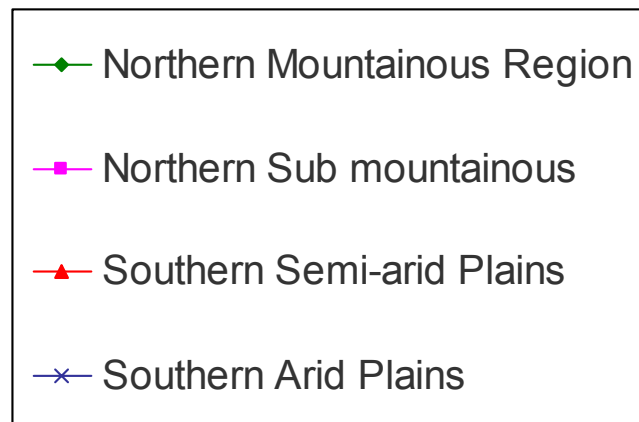 Northern Mountainous Region
Northern Sub mountainous
Southern Semi-arid Plains
Southern Arid Plains